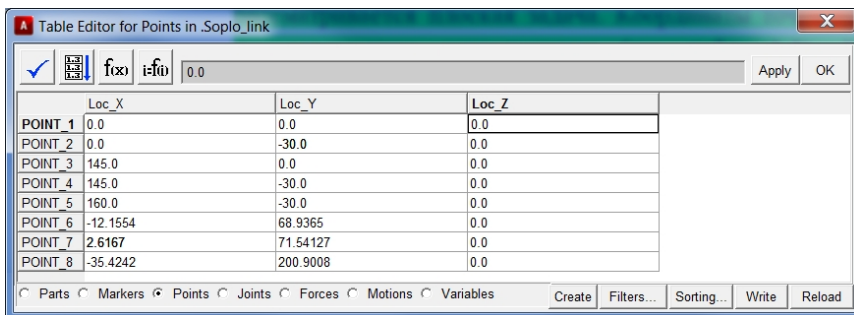 Table Editor for Points in .Soplo_link
f(x) i=f(i) 0.0 Apply OK
Loc_X Loc_Y Loc_Z
POINT_1 0.0 0.0 0.0
POINT_2 0.0 -30.0 0.0
POINT_3 145.0 0.0 0.0
POINT_4 145.0 -30.0 0.0
POINT_5 160.0 -30.0 0.0
POINT_6 -12.1554 68.9365 0.0
POINT_7 2.6167 71.54127 0.0
POINT_8 -35.4242 200.9008 0.0
Parts Markers Points Joints Forces Motions Variables Create Filters... Sorting... Write Reload